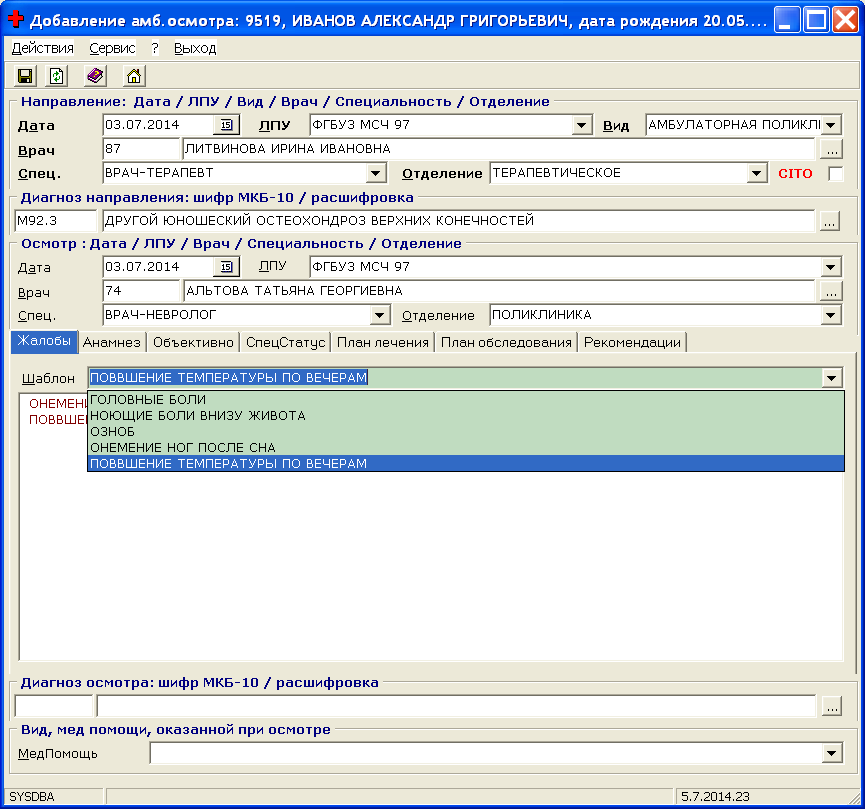 Добавление амб.осмотра: 9519, ИВАНОВ АЛЕКСАНДР ГРИГОРЬЕВИЧ, дата рождения 20.05....
Действия Сервис ? Выход
Направление: Дата / ЛПУ / Вид / Врач / Специальность / Отделение
Дата 03.07.2014 15 ЛПУ ФГБУЗ МСЧ 97 Вид АМБУЛАТОРНАЯ ПОЛИКЛІ
Врач 87 ЛИТВИНОВА ИРИНА ИВАНОВНА ...
Спец. ВРАЧ-ТЕРАПЕВТ Отделение ТЕРАПЕВТИЧЕСКОЕ CITO
Диагноз направления: шифр МКБ-10 / расшифровка
M92.3 ДРУГОЙ ЮНОШЕСКИЙ ОСТЕОХОНДРОЗ ВЕРХНИХ КОНЕЧНОСТЕЙ ...
Осмотр : Дата / ЛПУ / Врач / Специальность / Отделение
Дата 03.07.2014 15 ЛПУ ФГБУЗ МСЧ 97
Врач 74 АЛЬТОВА ТАТЬЯНА ГЕОРГИЕВНА ...
Спец. ВРАЧ-НЕВРОЛОГ Отделение ПОЛИКЛИНИКА
Жалобы Анамнез Объективно СпецСтатус План лечения План обследования Рекомендации
Шаблон ПОВВШЕНИЕ ТЕМПЕРАТУРЫ ПО ВЕЧЕРАМ
ОНЕМЕНИ ГОЛОВНЫЕ БОЛИ
ПОВВШЕ НОЮЩИЕ БОЛИ ВНИЗУ ЖИВОТА
ОЗНОБ
ОНЕМЕНИЕ НОГ ПОСЛЕ СНА
ПОВВШЕНИЕ ТЕМПЕРАТУРЫ ПО ВЕЧЕРАМ
Диагноз осмотра: шифр МКБ-10 / расшифровка
...
Вид, мед помощи, оказанной при осмотре
МедПомощь
SYSDBA 5.7.2014.23